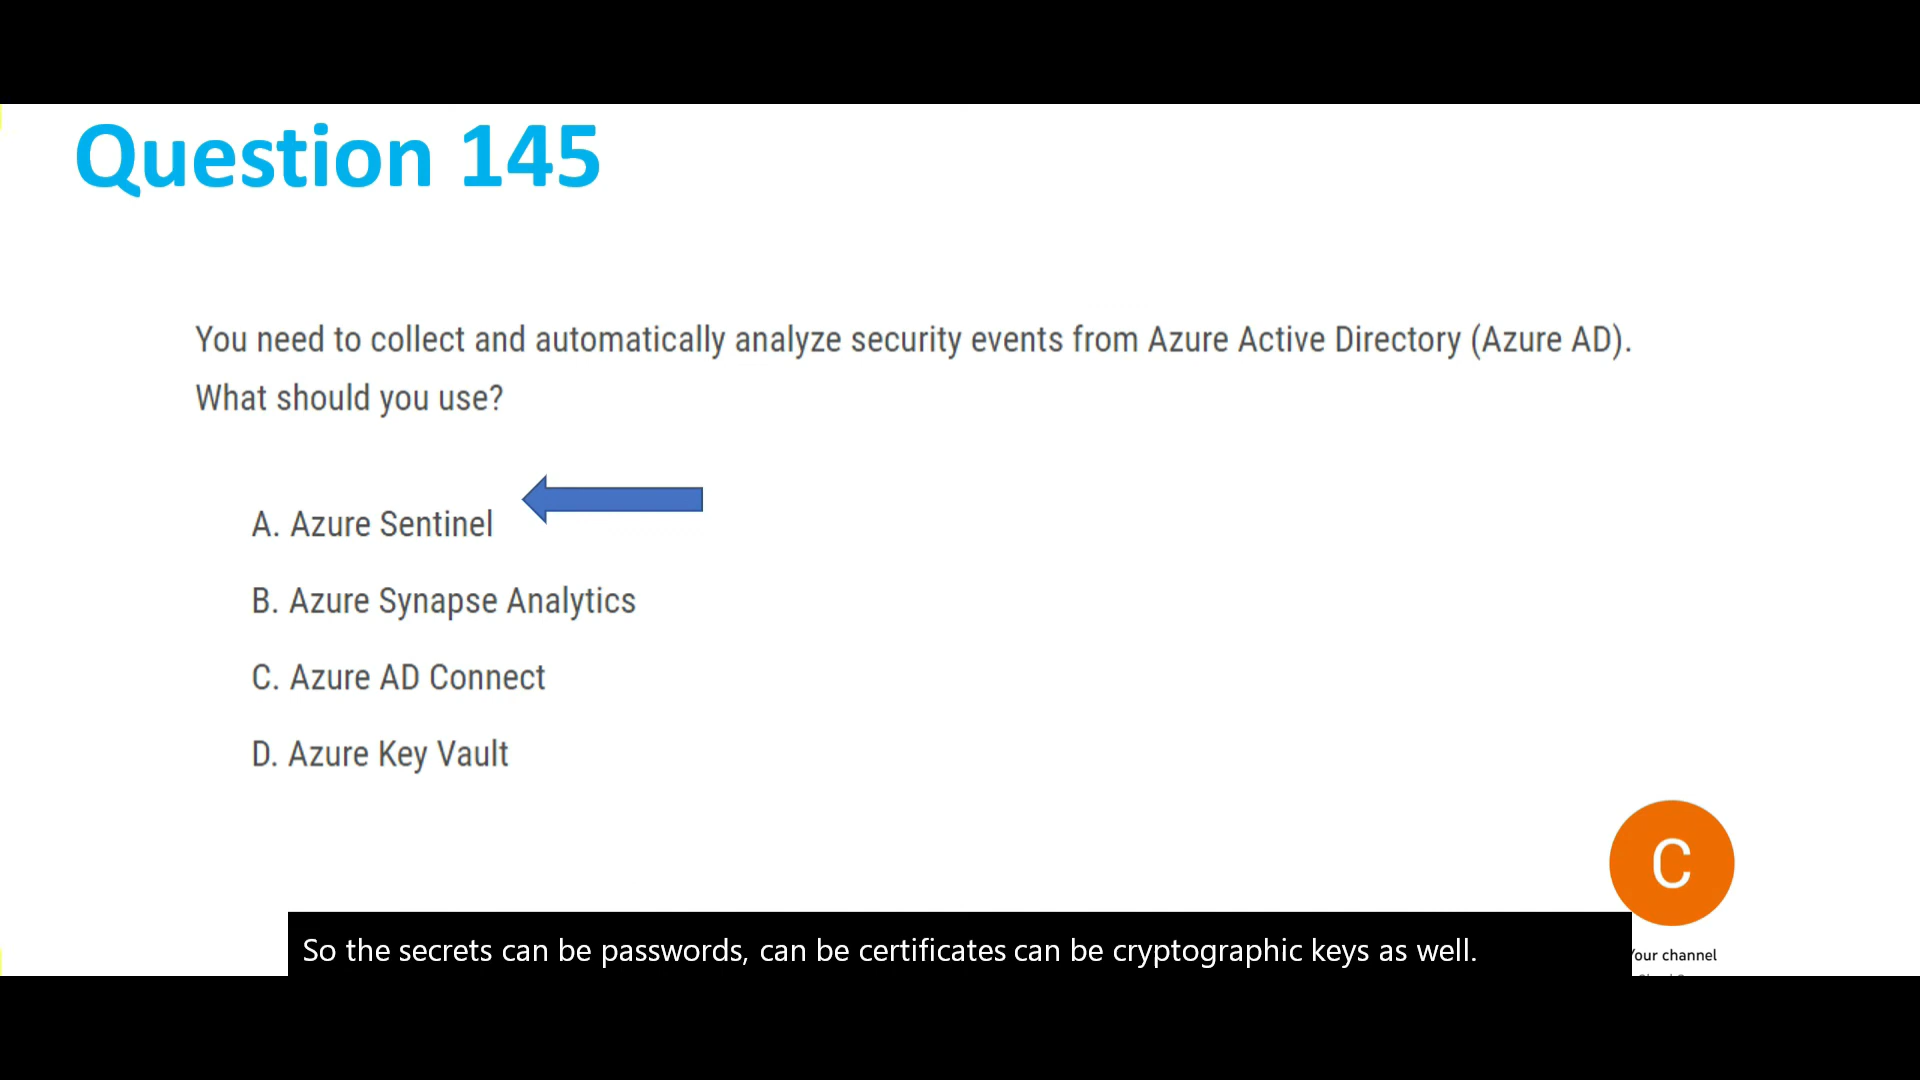 Question 145
You need to collect and automatically analyze security events from Azure Active Directory (Azure AD).
What should you use?
A. Azure Sentinel
B. Azure Synapse Analytics
C. Azure AD Connect
D. Azure Key Vault
C
So the secrets can be passwords, can be certificates can be cryptographic keys as well.
Your channel